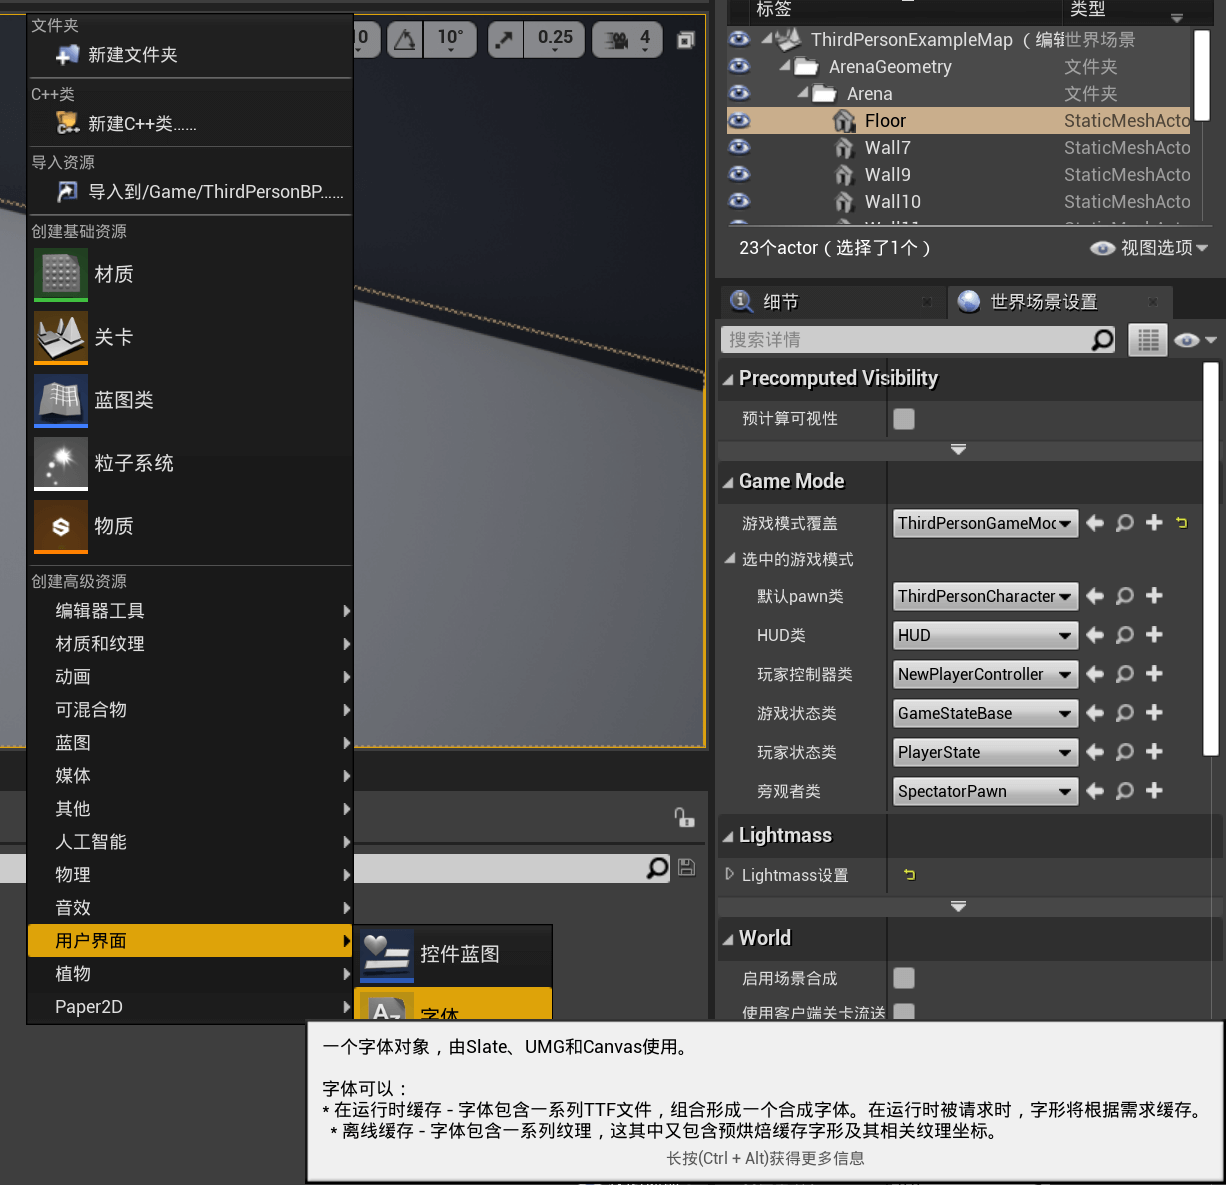 文件夹
新建文件夹
C++类
新建C++类......
导入资源
导入到/Game/ThirdPersonBP......
创建基础资源
材质
关卡
蓝图类
粒子系统
物质
创建高级资源
编辑器工具
材质和纹理
动画
可混合物
蓝图
媒体
其他
人工智能
物理
音效
用户界面
植物
Paper2D
控件蓝图
字体
10°
0.25
4
标签 类型
ThirdPersonExampleMap（编辑 世界场景
ArenaGeometry 文件夹
Arena 文件夹
Floor StaticMeshActo
Wall7 StaticMeshActo
Wall9 StaticMeshActo
Wall10 StaticMeshActo
23个actor（选择了1个）
视图选项
细节
世界场景设置
搜索详情
Precomputed Visibility
预计算可视性
Game Mode
游戏模式覆盖 ThirdPersonGameMod
选中的游戏模式
默认pawn类 ThirdPersonCharacter
HUD类 HUD
玩家控制器类 NewPlayerController
游戏状态类 GameStateBase
玩家状态类 PlayerState
旁观者类 SpectatorPawn
Lightmass
Lightmass设置
World
启用场景合成
使用客户端关卡流送
一个字体对象，由Slate、UMG和Canvas使用。
字体可以：
* 在运行时缓存 - 字体包含一系列TTF文件，组合形成一个合成字体。在运行时被请求时，字形将根据需求缓存。
* 离线缓存 - 字体包含一系列纹理，这其中又包含预烘焙缓存字形及其相关纹理坐标。
长按(Ctrl + Alt)获得更多信息